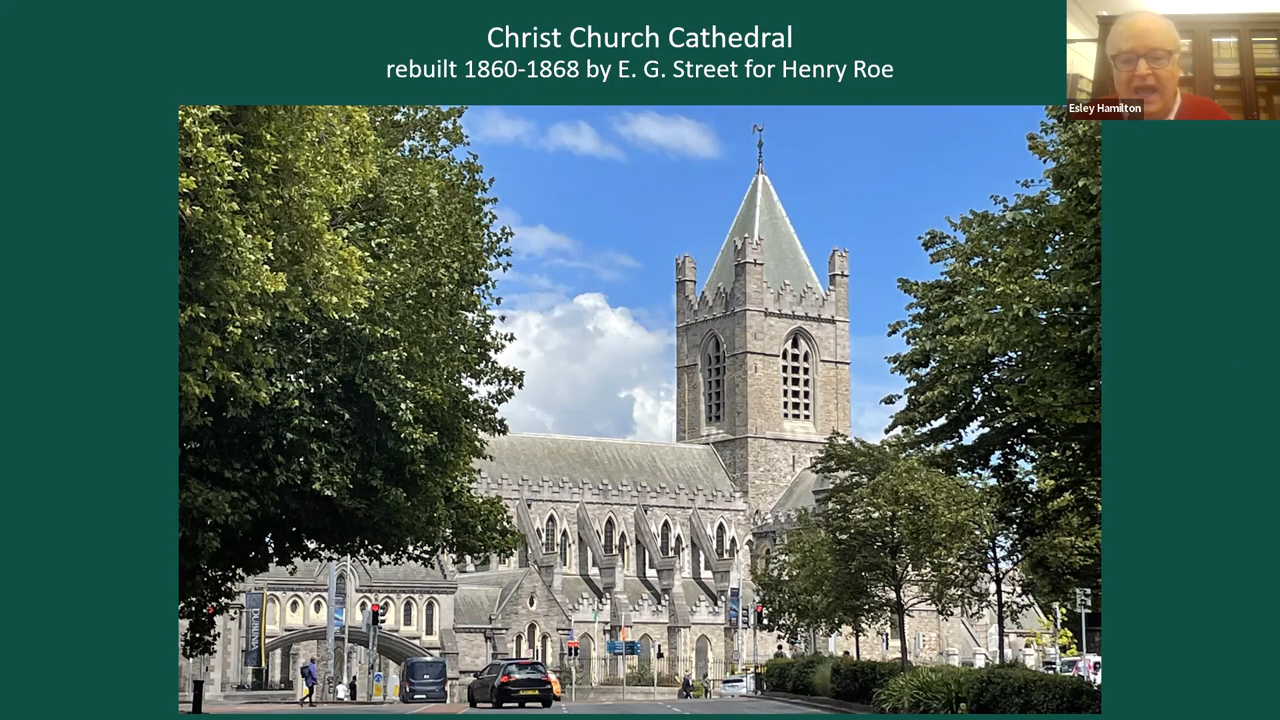 Christ Church Cathedral
rebuilt 1860-1868 by E. G. Street for Henry Roe
Esley Hamilton